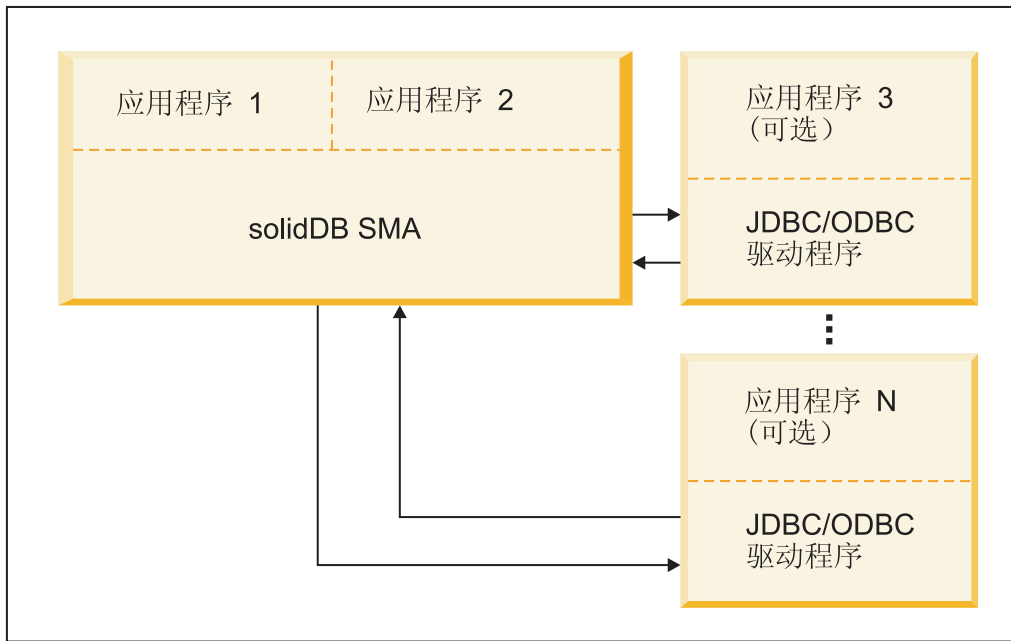 应用程序 1
应用程序 2
solidDB SMA
应用程序 3
(可选）
JDBC/ODBC
驱动程序
应用程序 N
(可选）
JDBC/ODBC
驱动程序